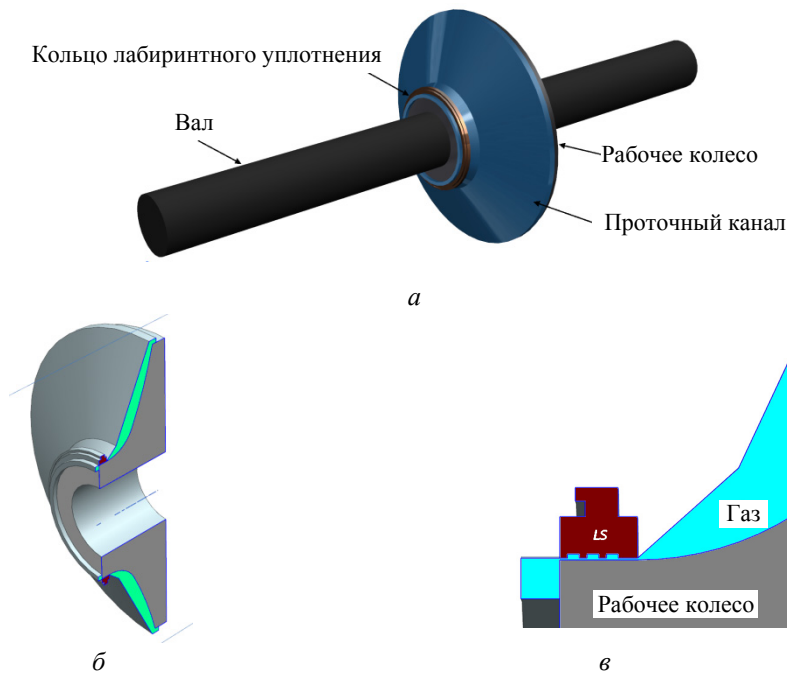 Кольцо лабиринтного уплотнения
Вал
Рабочее колесо
Проточный канал
а
LS
Газ
Рабочее колесо
б
в